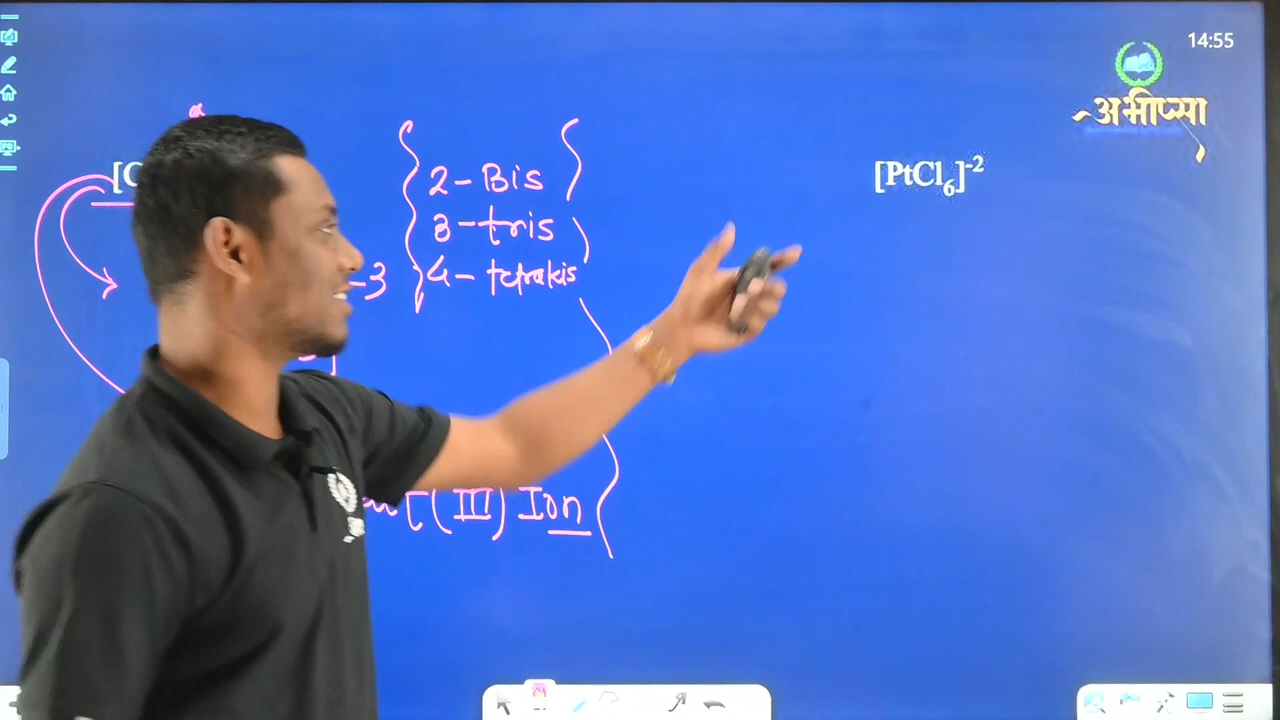 14:55
अभीप्सा
[C
2-Bis
3-tris
-3
4-tetrakis
[PtCl6]-2
(III) Ion